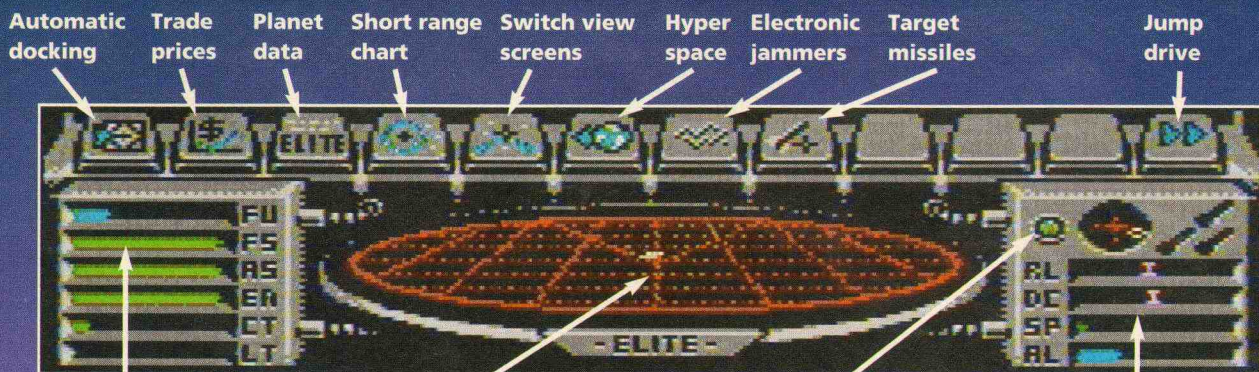 Automatic docking
Trade prices
Planet data
Short range chart
Switch view screens
Hyper space
Electronic jammers
Target missiles
Jump drive
$
ELITE
FU
FS
AS
EN
CT
LT
- ELITE -
RL
DC
SP
AL